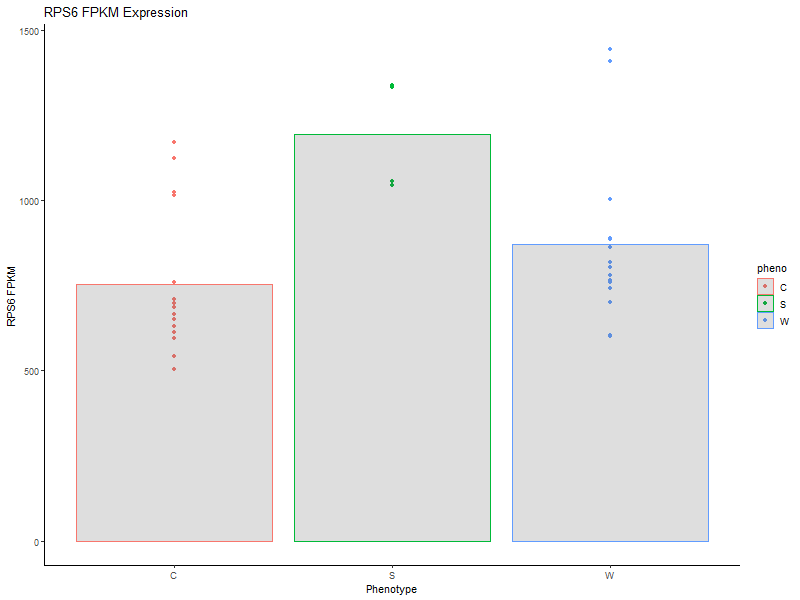 RPS6 FPKM Expression
1500
1000
500
0
RPS6 FPKM
C
S
W
Phenotype
pheno
C
S
W